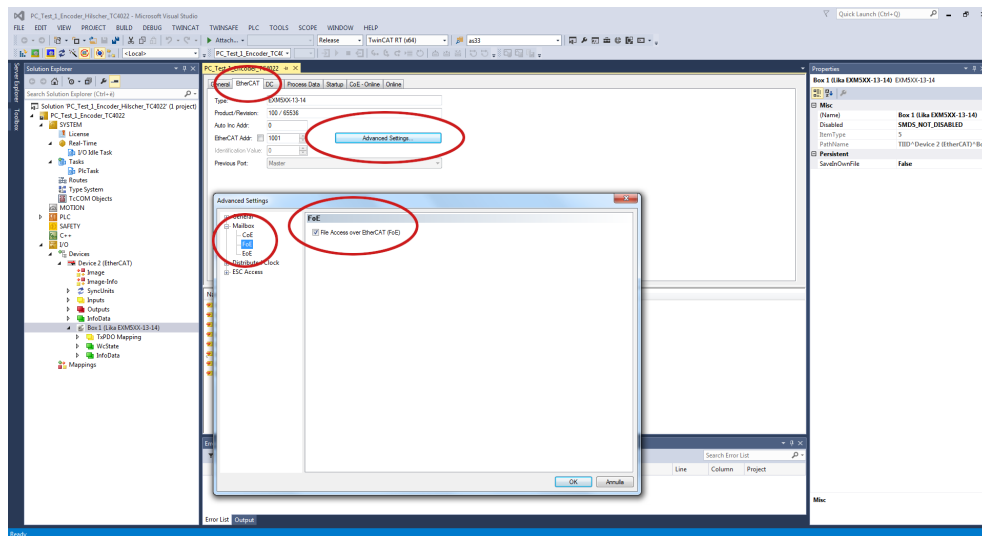 PC_Test_1_Encoder_Hilscher_TC4022 - Microsoft Visual Studio
Quick Launch (Ctrl+Q)
FILE EDIT VIEW PROJECT BUILD DEBUG TWINCAT TWINSAFE PLC TOOLS SCOPE WINDOW HELP
Attach... Release TwinCAT RT (x64) as33
<Local> PC_Test_1_Encoder_TC4(
Server Explorer
Toolbox
Solution Explorer
Search Solution Explorer (Ctrl+è)
Solution 'PC_Test_1_Encoder_Hilscher_TC4022' (1 project)
PC_Test_1_Encoder_Hilscher_TC4022
SYSTEM
License
Real-Time
I/O Idle Task
Tasks
PlcTask
Routes
Type System
TcCOM Objects
MOTION
PLC
SAFETY
C++
I/O
Devices
Device 2 (EtherCAT)
Image
Image-Info
SyncUnits
Inputs
Outputs
InfoData
Box 1 (Lika EXM5XX-13-14)
TxPDO Mapping
WcState
InfoData
Mappings
PC_Test_1_Encoder_TC4022
General EtherCAT DC Process Data Startup CoE - Online Online
Type: EXM5XX-13-14
Product/Revision: 100 / 65536
Auto Inc Addr: 0
EtherCAT Addr: 1001 Advanced Settings...
Identification Value: 0
Previous Port: Master
Advanced Settings
General
Mailbox
CoE
FoE
EoE
Distributed Clock
ESC Access
FoE
File Access over EtherCAT (FoE)
OK Annulla
Search Error List
Line Column Project
Error List Output
Properties
Box 1 (Lika EXM5XX-13-14) EXM5XX-13-14
Misc
(Name) Box 1 (Lika EXM5XX-13-14)
Disabled SMDS_NOT_DISABLED
ItemType 5
PathName TIID^Device 2 (EtherCAT)^Bo
Persistent
SaveInOwnFile False
Misc
Ready